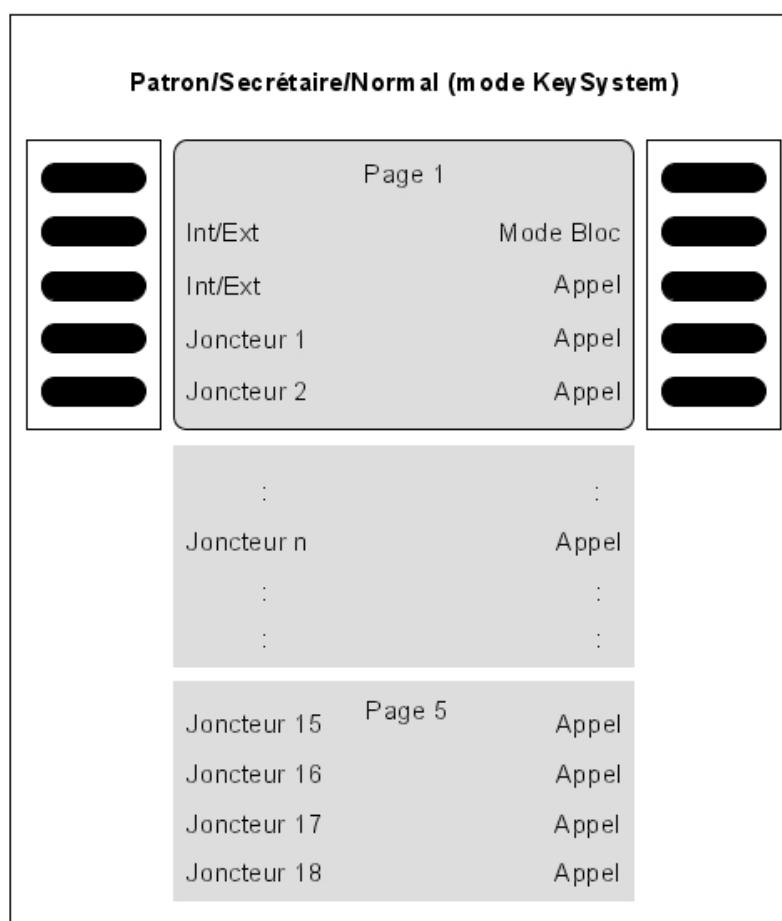 Patron/Secrétaire/Normal (mode KeySystem)
Page 1
Int/Ext Mode Bloc
Int/Ext Appel
Joncteur 1 Appel
Joncteur 2 Appel
: :
Joncteur n Appel
: :
: :
Page 5
Joncteur 15 Appel
Joncteur 16 Appel
Joncteur 17 Appel
Joncteur 18 Appel